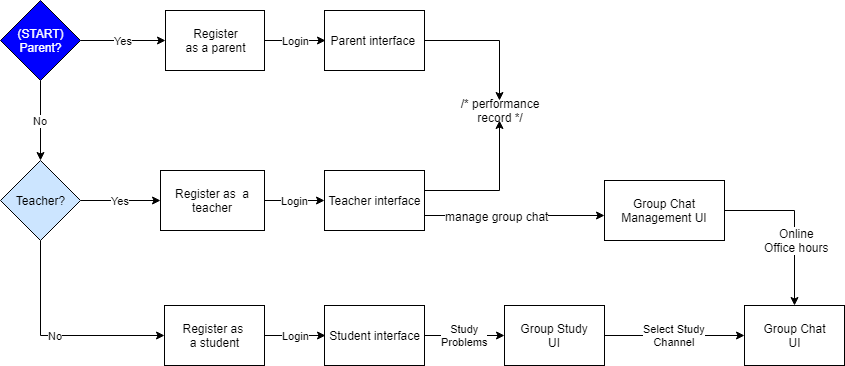 (START)
Parent?
Yes
Register
as a parent
Login
Parent interface
/* performance
record */
No
Teacher?
Yes
Register as  a
teacher
Login
Teacher interface
manage group chat
Group Chat
Management UI
Online
Office hours
No
Register as
a student
Login
Student interface
Study
Problems
Group Study
UI
Select Study
Channel
Group Chat
UI